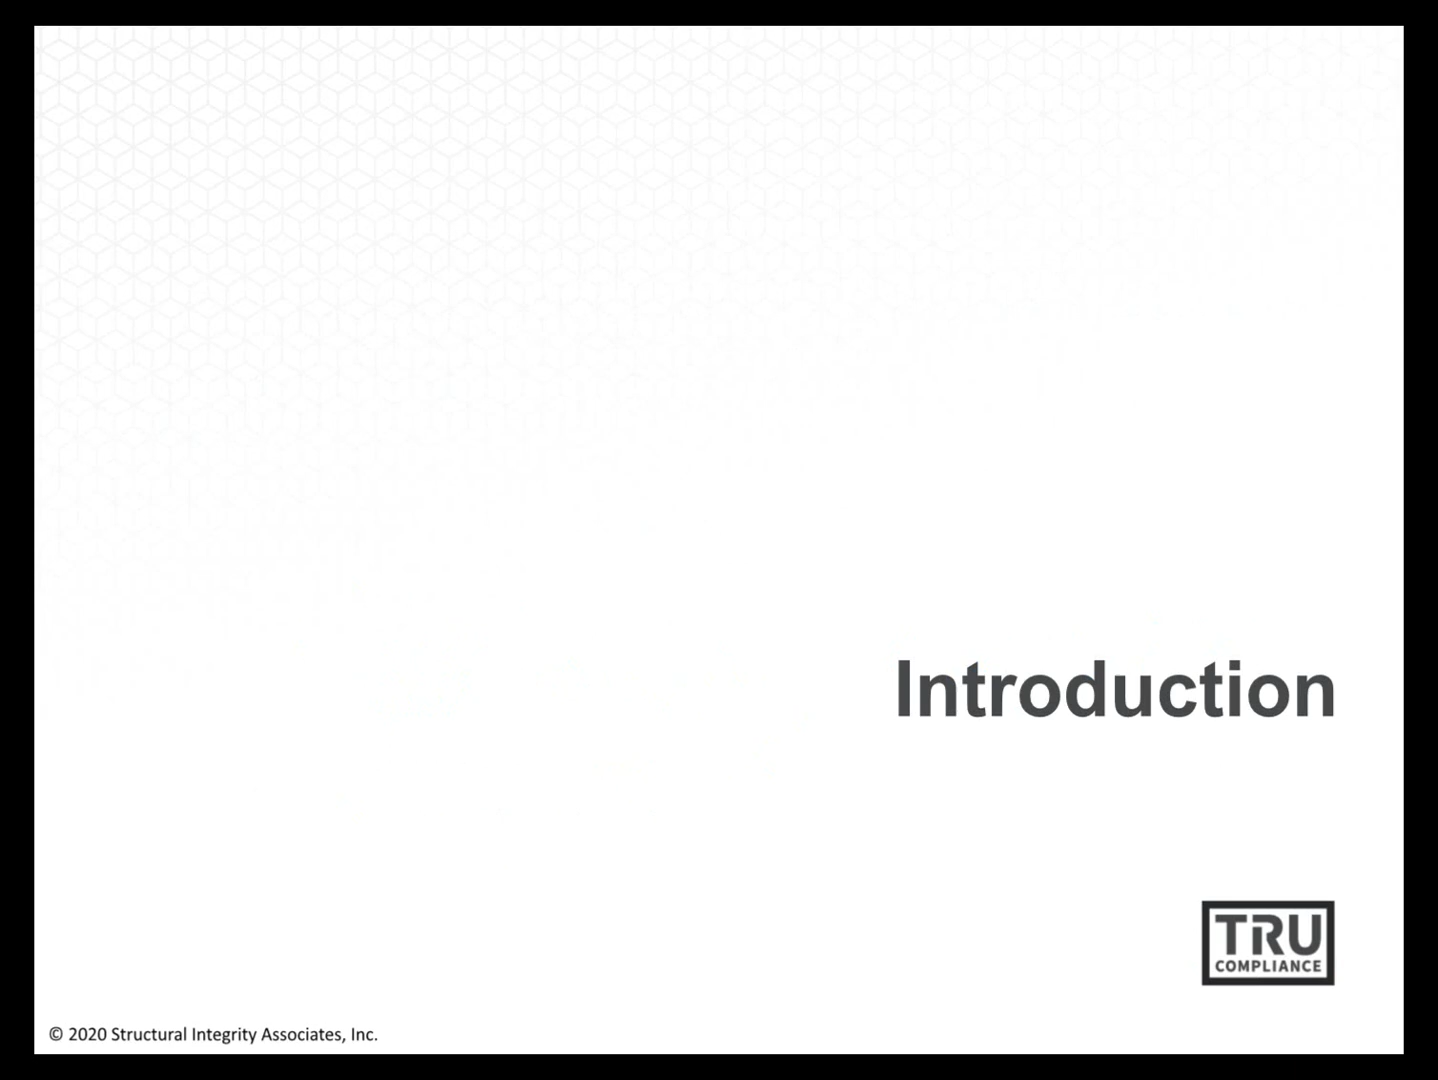 Introduction
TRU
COMPLIANCE
© 2020 Structural Integrity Associates, Inc.